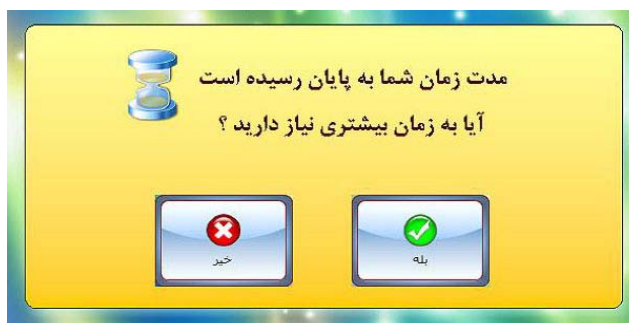 مدت زمان شما به پایان رسیده است
آیا به زمان بیشتری نیاز دارید ؟
بله
خیر